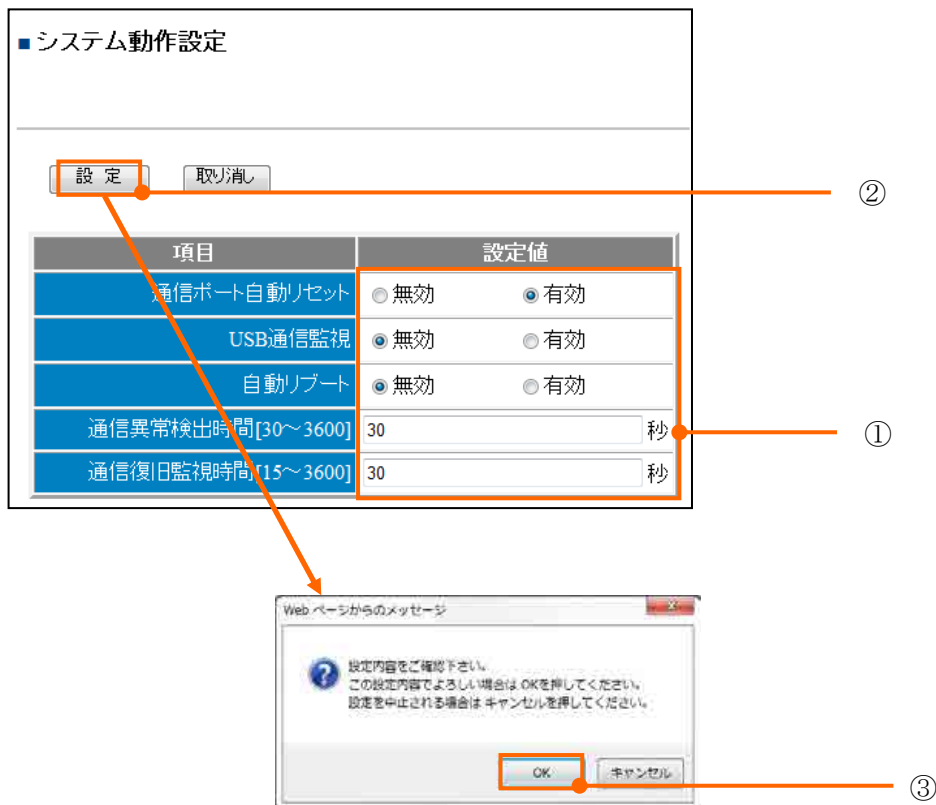 ■システム動作設定
設 定 取り消し
②
項目 設定値
通信ポート自動リセット 無効 有効
USB通信監視 無効 有効
自動リブート 無効 有効
通信異常検出時間[30～3600] 30 秒
①
通信復旧監視時間[15～3600] 30 秒
Web ページからのメッセージ
設定内容をご確認下さい。
この設定内容でよろしい場合は OKを押してください。
設定を中止される場合は キャンセルを押してください。
OK キャンセル
③